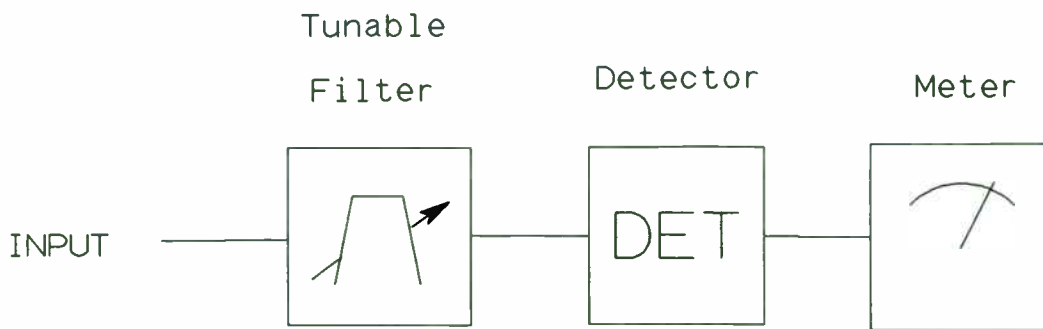 Tunable
Filter
Detector
Meter
INPUT
DET